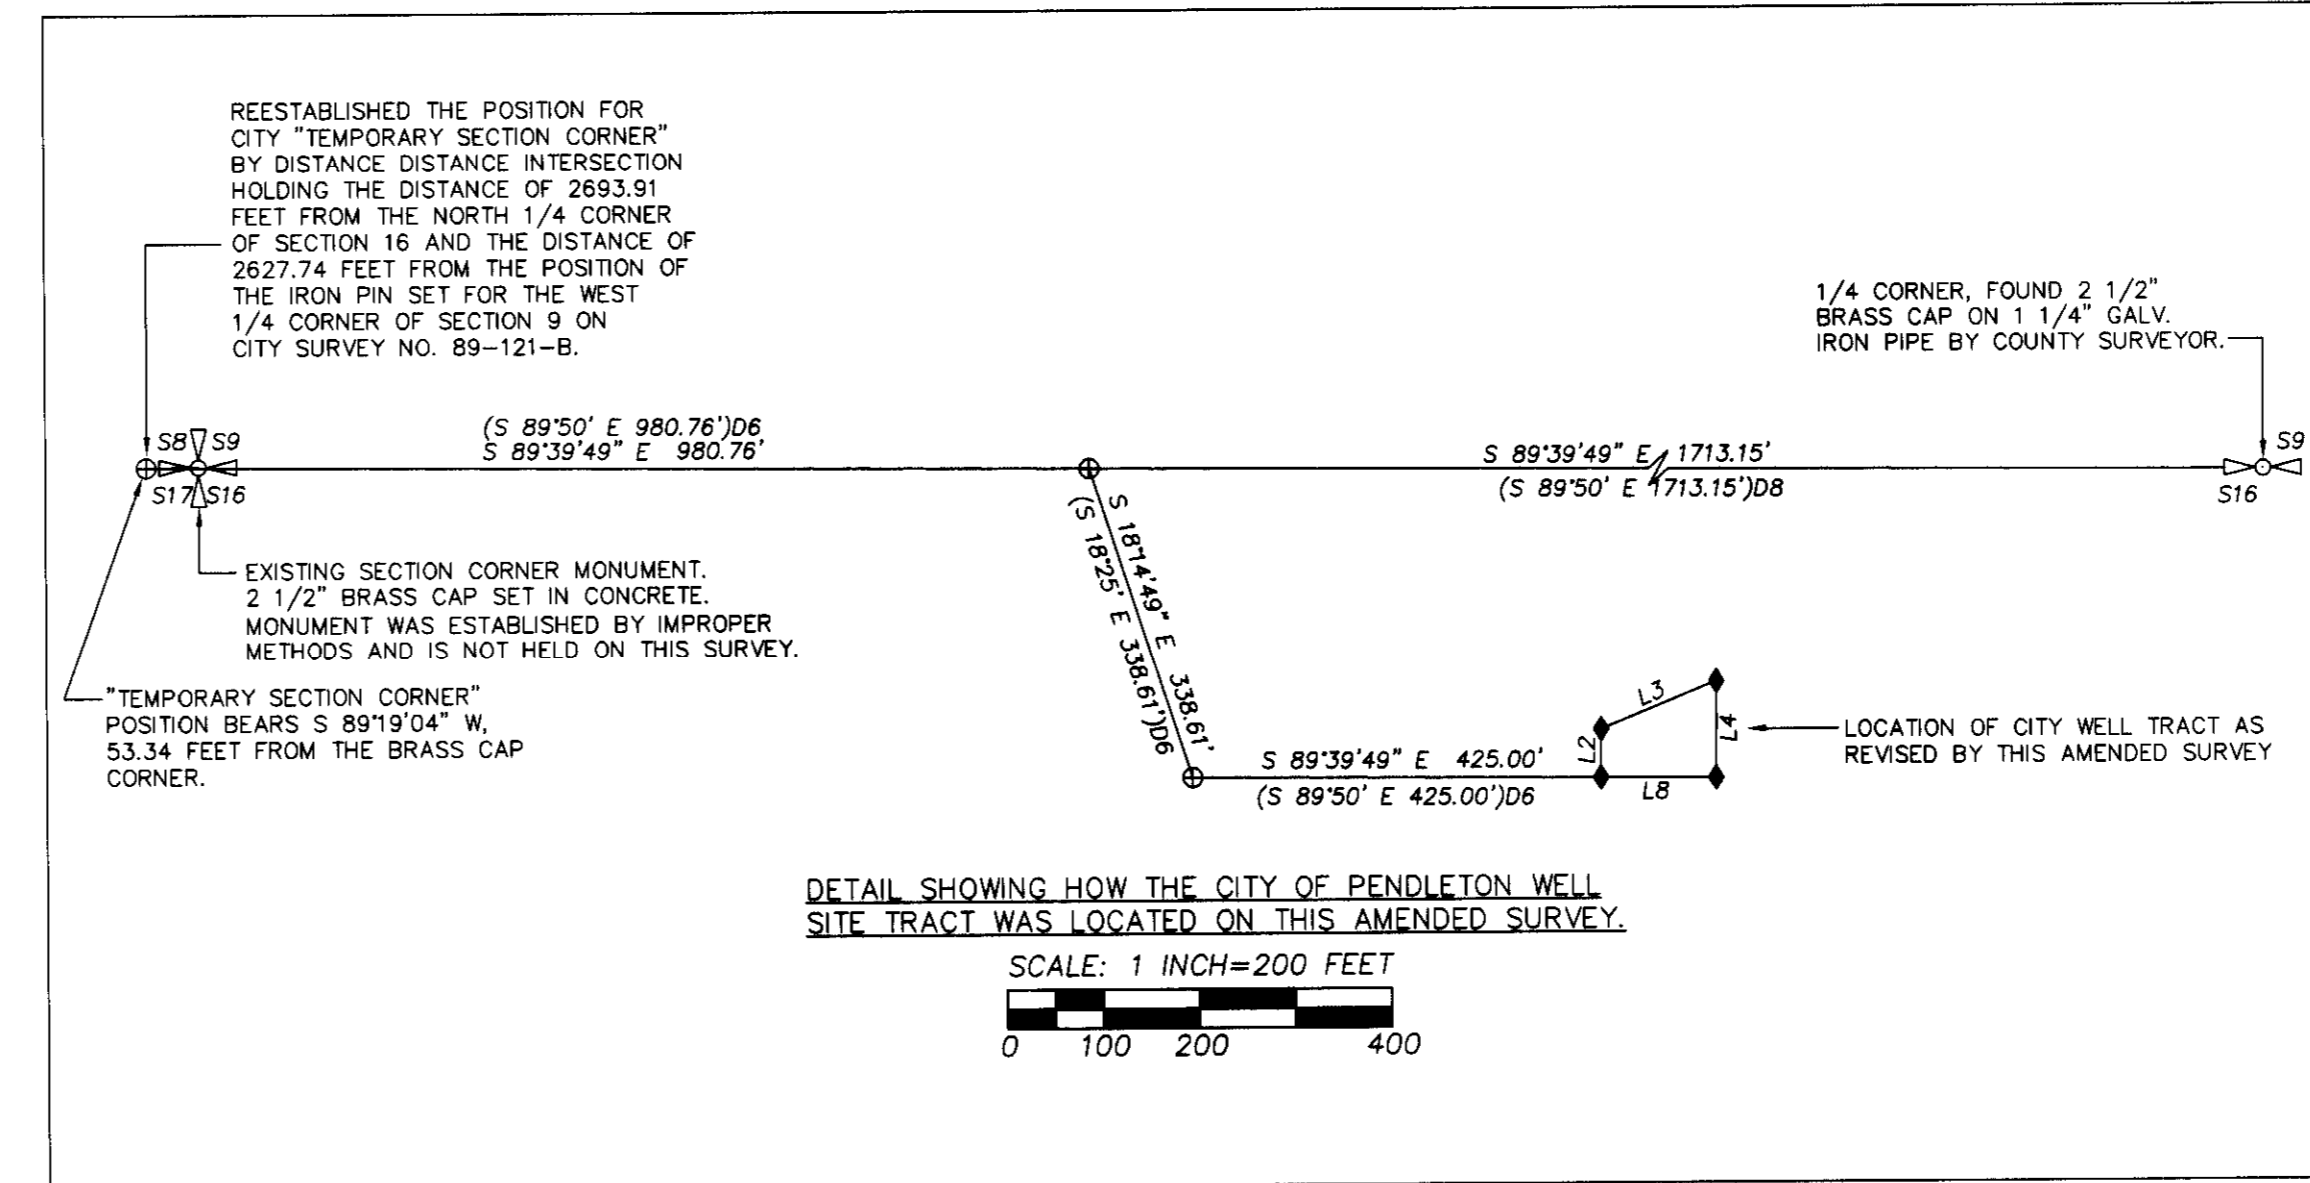 REESTABLISHED THE POSITION FOR
CITY "TEMPORARY SECTION CORNER"
BY DISTANCE DISTANCE INTERSECTION
HOLDING THE DISTANCE OF 2693.91
FEET FROM THE NORTH 1/4 CORNER
OF SECTION 16 AND THE DISTANCE OF
2627.74 FEET FROM THE POSITION OF
THE IRON PIN SET FOR THE WEST
1/4 CORNER OF SECTION 9 ON
CITY SURVEY NO. 89-121-B.
1/4 CORNER, FOUND 2 1/2"
BRASS CAP ON 1 1/4" GALV.
IRON PIPE BY COUNTY SURVEYOR.
S8 S9
S17 S16
(S 89°50' E 980.76')D6
S 89°39'49" E 980.76'
S 89°39'49" E 1713.15'
(S 89°50' E 1713.15')D8
S9
S16
S 18°14'49" E 338.61'
(S 18°25' E 338.61')D6
EXISTING SECTION CORNER MONUMENT.
2 1/2" BRASS CAP SET IN CONCRETE.
MONUMENT WAS ESTABLISHED BY IMPROPER
METHODS AND IS NOT HELD ON THIS SURVEY.
"TEMPORARY SECTION CORNER"
POSITION BEARS S 89°19'04" W,
53.34 FEET FROM THE BRASS CAP
CORNER.
S 89°39'49" E 425.00'
(S 89°50' E 425.00')D6
L2
L3
L4
L8
LOCATION OF CITY WELL TRACT AS
REVISED BY THIS AMENDED SURVEY
DETAIL SHOWING HOW THE CITY OF PENDLETON WELL
SITE TRACT WAS LOCATED ON THIS AMENDED SURVEY.
SCALE: 1 INCH=200 FEET
0 100 200 400